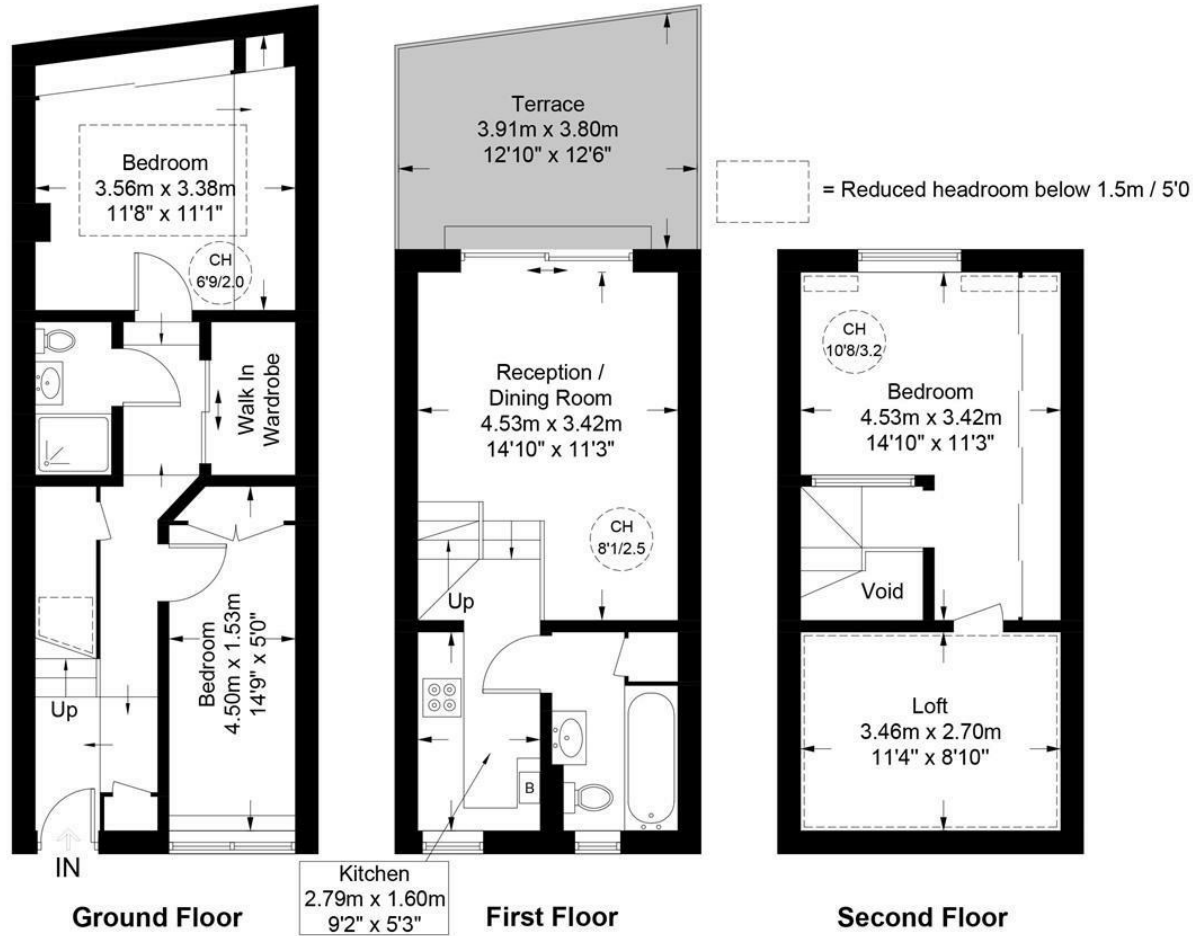 Bedroom
3.56m x 3.38m
11'8" x 11'1"
CH
6'9/2.0
Walk In
Wardrobe
Bedroom
4.50m x 1.53m
14'9" x 5'0"
Up
IN
Ground Floor
Terrace
3.91m x 3.80m
12'10" x 12'6"
Reception /
Dining Room
4.53m x 3.42m
14'10" x 11'3"
CH
8'1/2.5
Up
B
Kitchen
2.79m x 1.60m
9'2" x 5'3"
First Floor
= Reduced headroom below 1.5m / 5'0
CH
10'8/3.2
Bedroom
4.53m x 3.42m
14'10" x 11'3"
Void
Loft
3.46m x 2.70m
11'4" x 8'10"
Second Floor